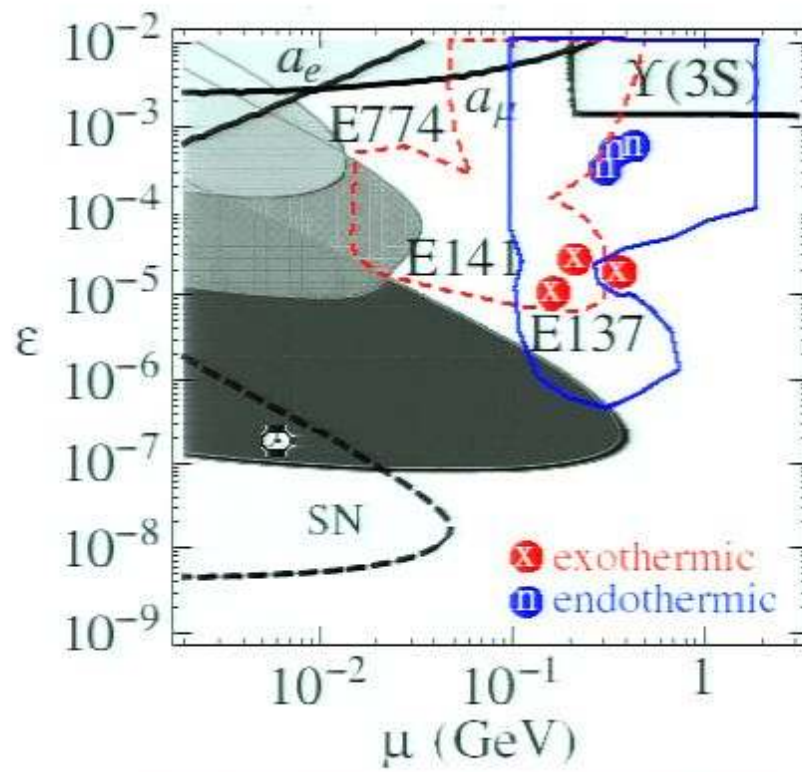 10⁻²
10⁻³
10⁻⁴
10⁻⁵
10⁻⁶
10⁻⁷
10⁻⁸
10⁻⁹
ε
a_e
a_μ
Υ(3S)
E774
n
n
n
E141
x
x
x
E137
SN
x exothermic
n endothermic
10⁻² 10⁻¹ 1
μ (GeV)